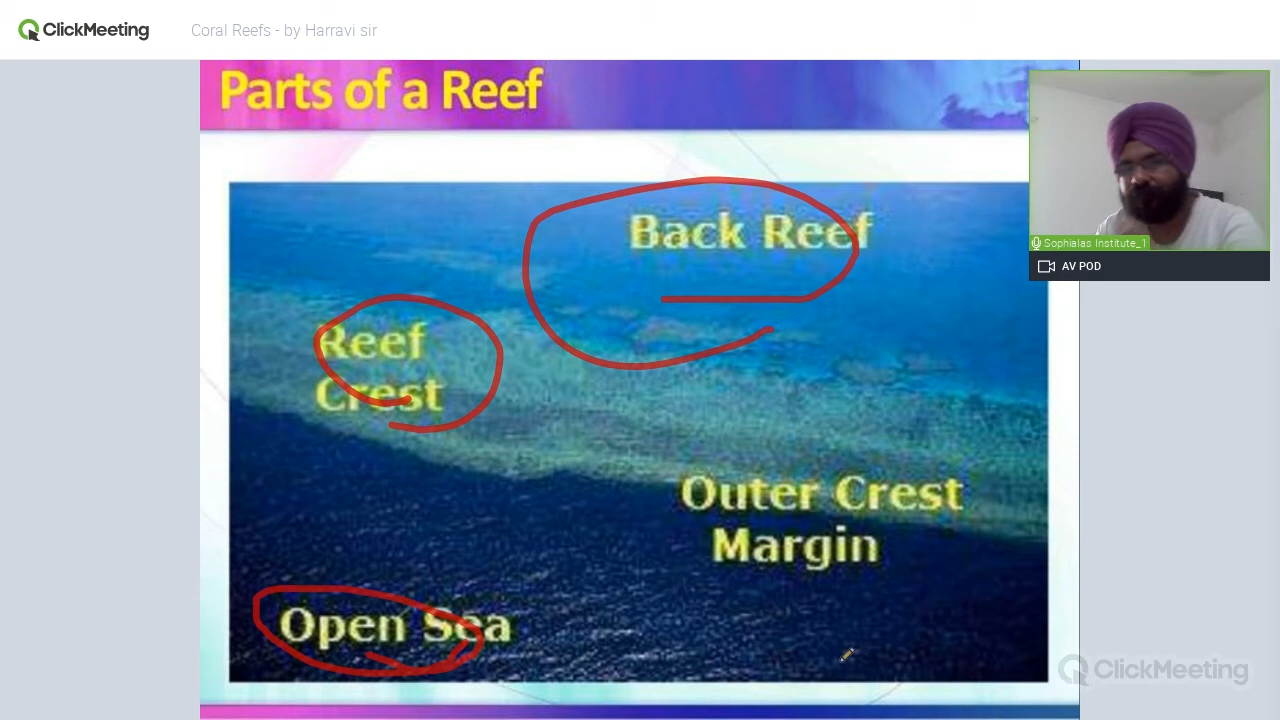 ClickMeeting
Coral Reefs - by Harravi sir
Parts of a Reef
Back Reef
Reef
Crest
Outer Crest
Margin
Open Sea
Sophialas Institute_1
AV POD
ClickMeeting